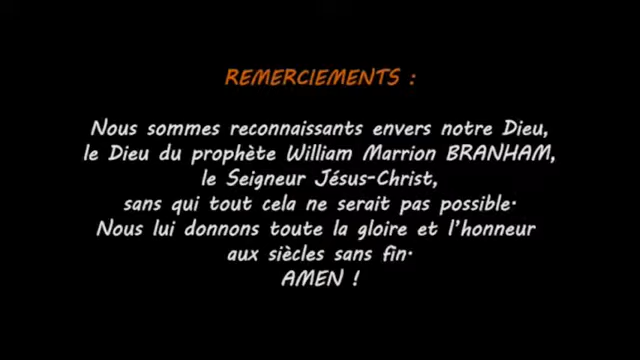 REMERCIEMENTS :
Nous sommes reconnaissants envers notre Dieu,
le Dieu du prophète William Marrion BRANHAM,
le Seigneur Jésus-Christ,
sans qui tout cela ne serait pas possible.
Nous lui donnons toute la gloire et l'honneur
aux siècles sans fin.
AMEN !